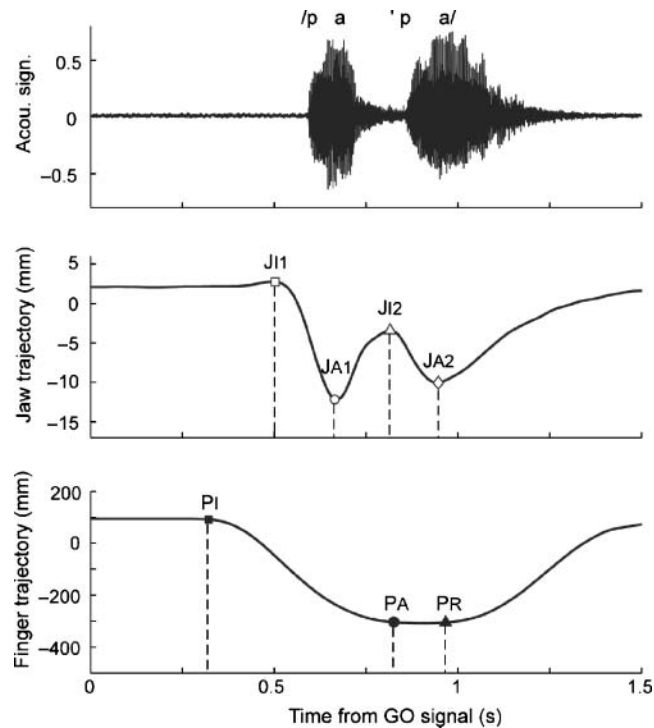 /p a ' p a/
0.5
0
−0.5
Acou. sign.
5
0
−5
−10
−15
Jaw trajectory (mm)
JI1
JA1
JI2
JA2
200
0
−300
−400
Finger trajectory (mm)
PI
PA
PR
0 0.5 1 1.5
Time from GO signal (s)